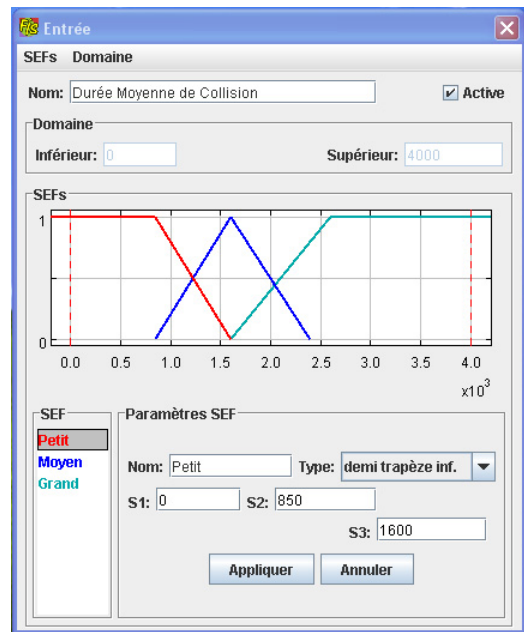 fis Entrée
SEFs Domaine
Nom: Durée Moyenne de Collision Active
Domaine
Inférieur: 0 Supérieur: 4000
SEFs
1
0
0.0 0.5 1.0 1.5 2.0 2.5 3.0 3.5 4.0
x10³
SEF Paramètres SEF
Petit
Moyen Nom: Petit Type: demi trapèze inf.
Grand
S1: 0 S2: 850
S3: 1600
Appliquer Annuler